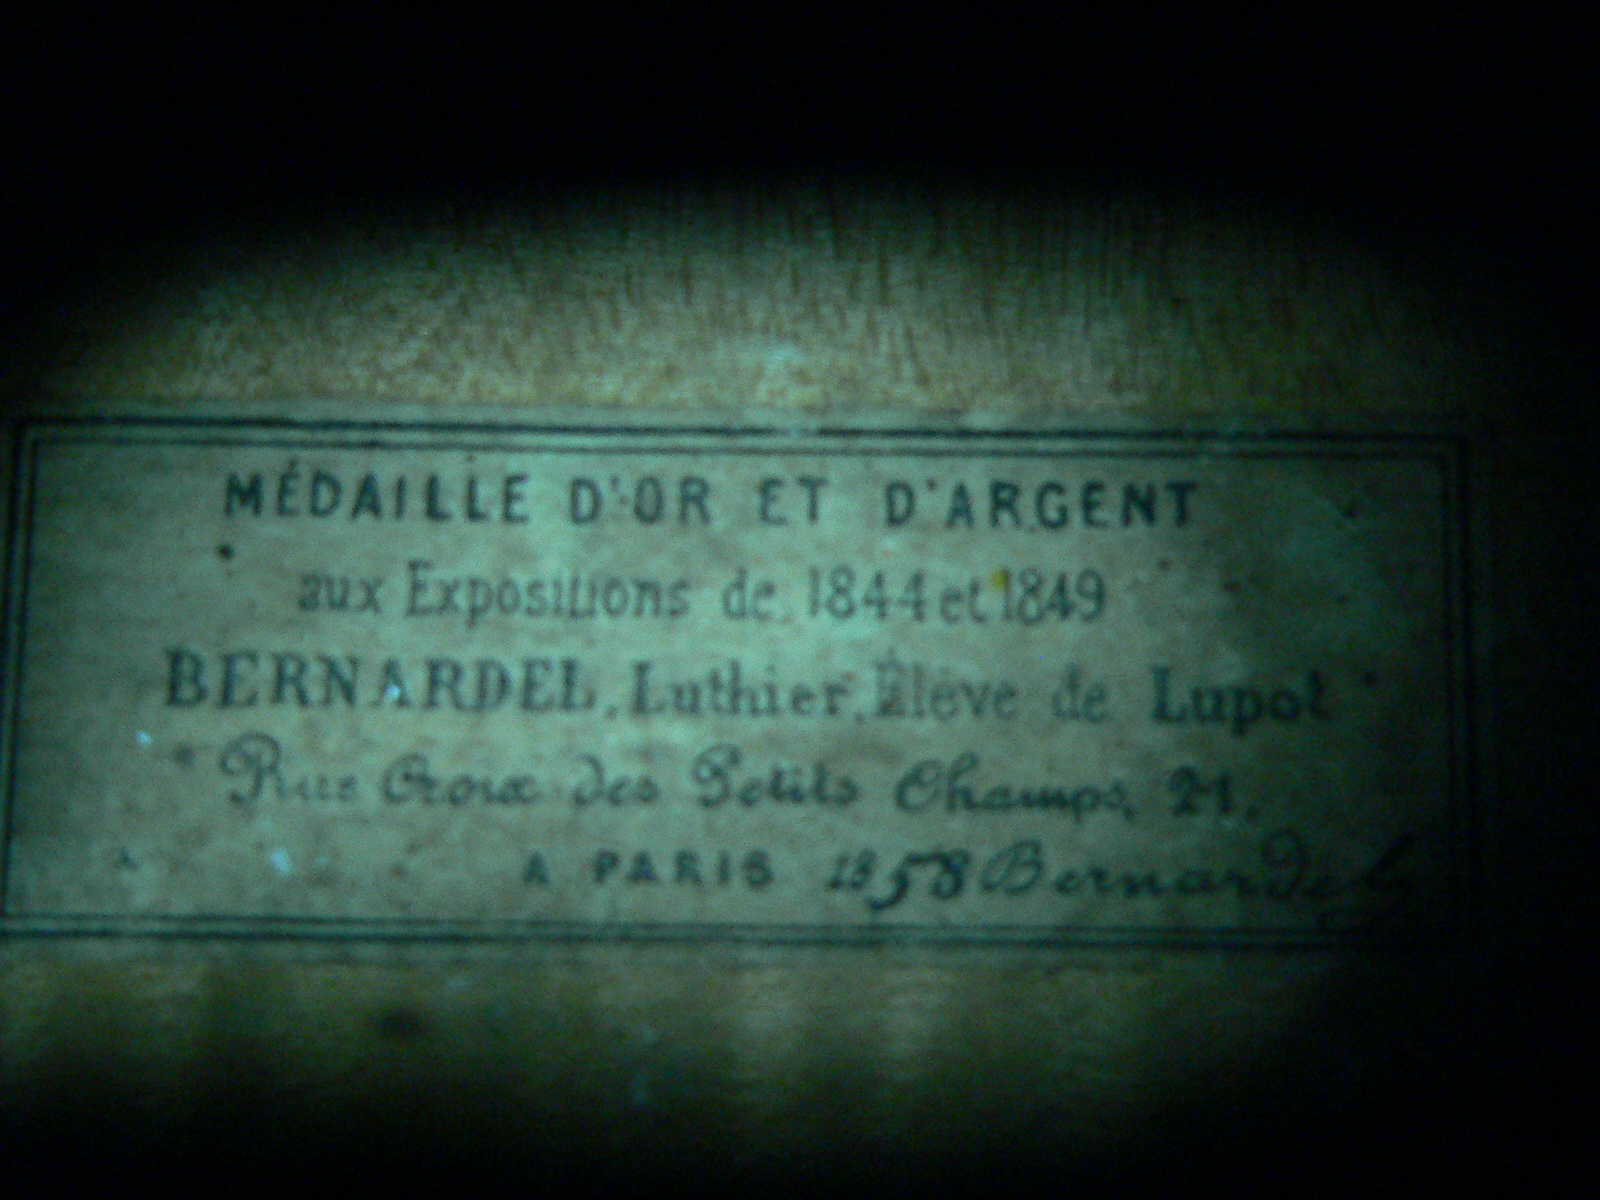 MÉDAILLE D'OR ET D'ARGENT
aux Expositions de 1844 et 1849
BERNARDEL, Luthier, Élève de Lupot
Rue Croix des Petits Champs, 21.
A PARIS 1858 Bernardel